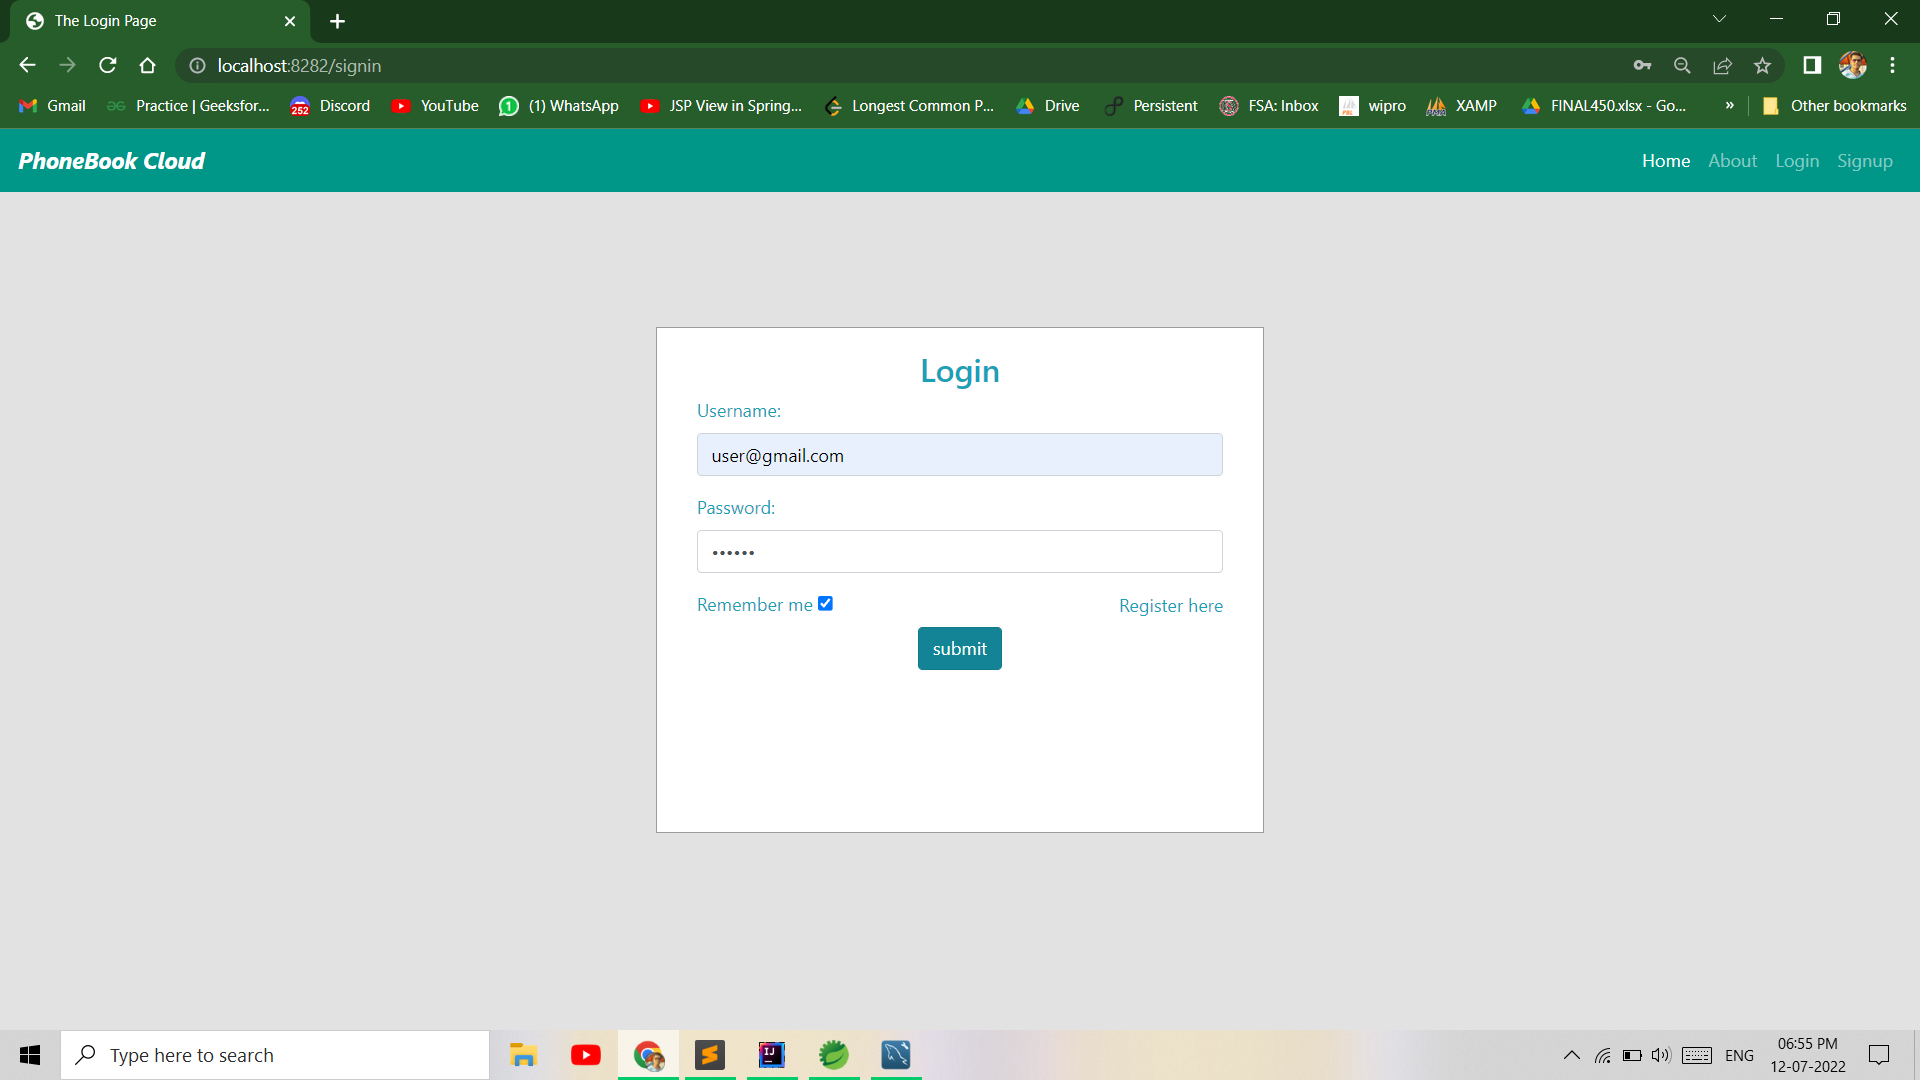 The Login Page
localhost:8282/signin
Gmail Practice | Geeksfor... 252 Discord YouTube 1 (1) WhatsApp JSP View in Spring... Longest Common P... Drive Persistent FSA: Inbox wipro XAMP FINAL450.xlsx - Go... » Other bookmarks
PhoneBook Cloud Home About Login Signup
Login
Username:
user@gmail.com
Password:
••••••
Remember me Register here
submit
Type here to search
IJ
ENG
06:55 PM
12-07-2022